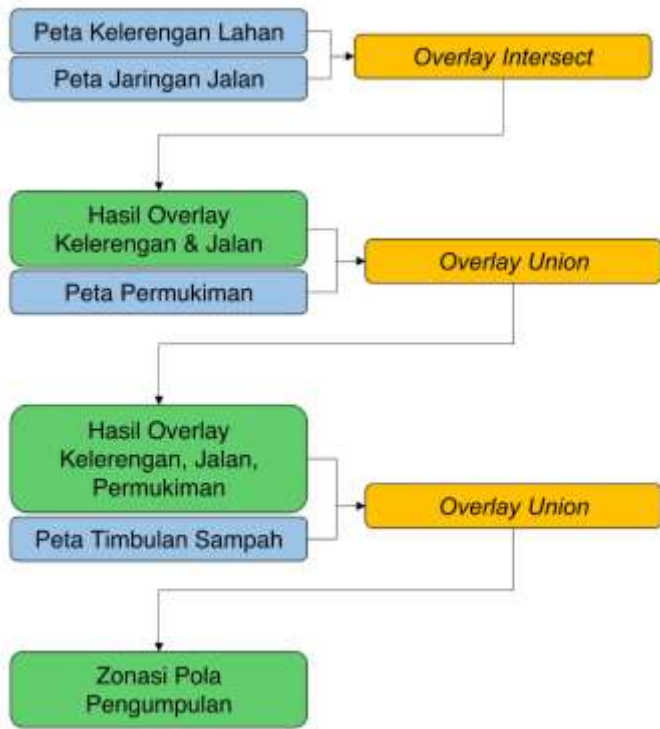 Peta Kelerengan Lahan
Peta Jaringan Jalan
Overlay Intersect
Hasil Overlay
Kelerengan & Jalan
Peta Permukiman
Overlay Union
Hasil Overlay
Kelerengan, Jalan,
Permukiman
Peta Timbulan Sampah
Overlay Union
Zonasi Pola
Pengumpulan